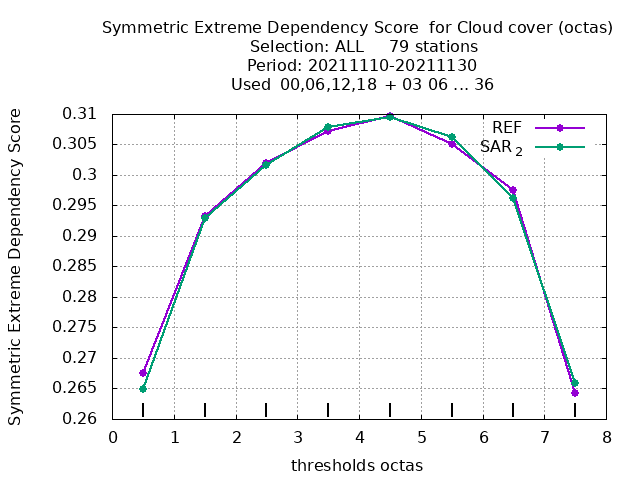 Symmetric Extreme Dependency Score  for Cloud cover (octas)
Selection: ALL     79 stations
Period: 20211110-20211130
Used  00,06,12,18  + 03 06 ... 36
Symmetric Extreme Dependency Score
0.31
0.305
0.3
0.295
0.29
0.285
0.28
0.275
0.27
0.265
0.26
REF
SAR 2
0 1 2 3 4 5 6 7 8
thresholds octas